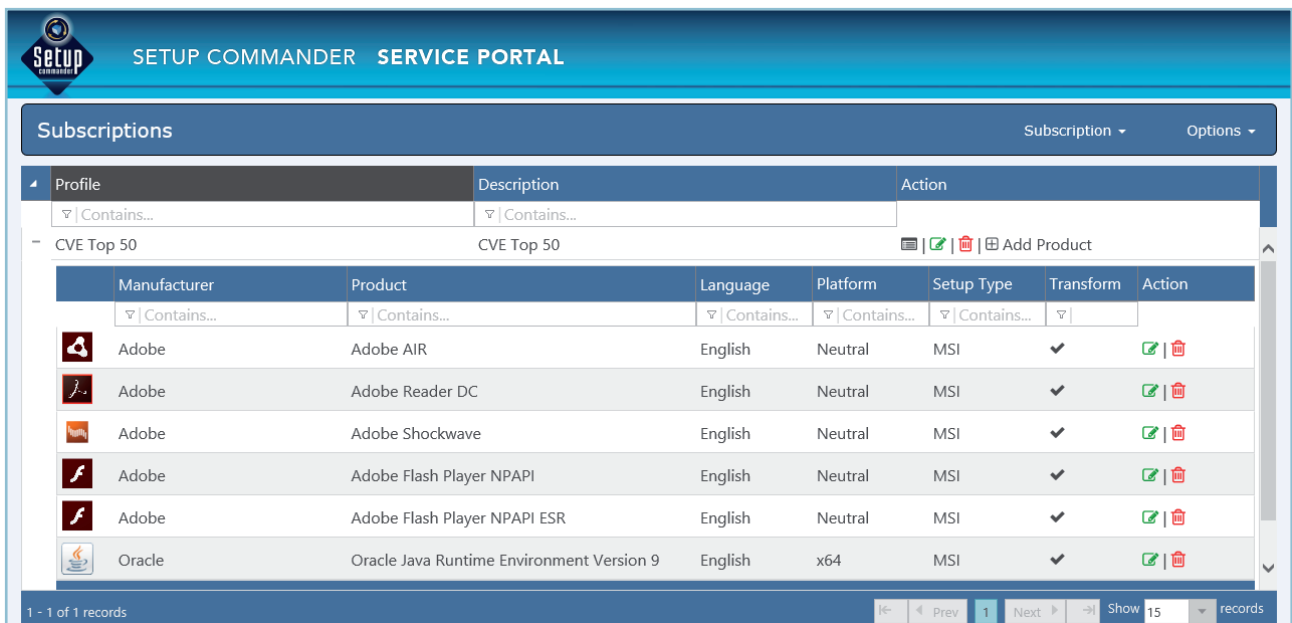 Setup
commander
SETUP COMMANDER SERVICE PORTAL
Subscriptions Subscription Options
Profile Description Action
Contains... Contains...
CVE Top 50 CVE Top 50 | | | Add Product
Manufacturer Product Language Platform Setup Type Transform Action
Contains... Contains... Contains... Contains... Contains...
Adobe Adobe AIR English Neutral MSI |
Adobe Adobe Reader DC English Neutral MSI |
Adobe Adobe Shockwave English Neutral MSI |
Adobe Adobe Flash Player NPAPI English Neutral MSI |
Adobe Adobe Flash Player NPAPI ESR English Neutral MSI |
Oracle Oracle Java Runtime Environment Version 9 English x64 MSI |
1 - 1 of 1 records Prev 1 Next Show 15 records